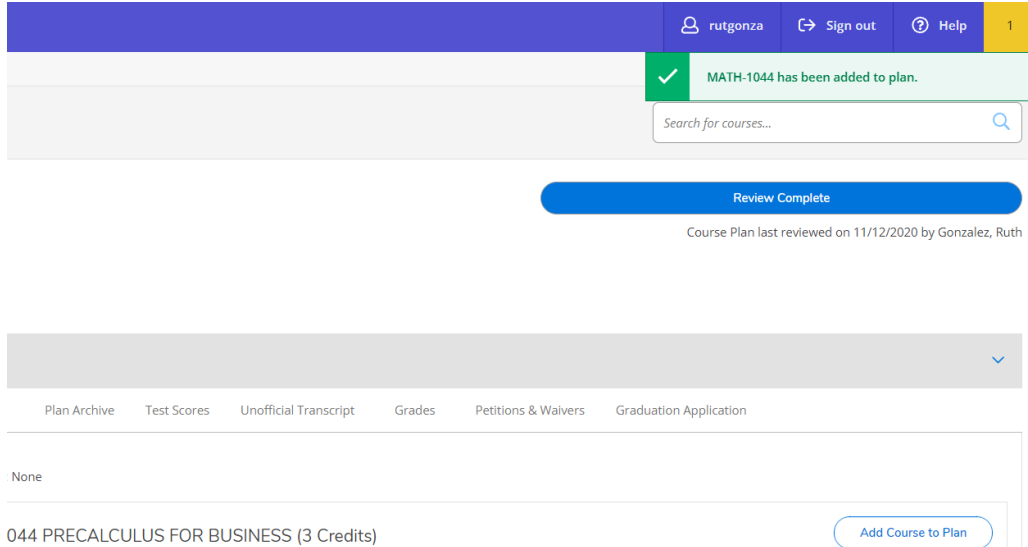 rutgonza Sign out Help 1
MATH-1044 has been added to plan.
Search for courses...
Review Complete
Course Plan last reviewed on 11/12/2020 by Gonzalez, Ruth
Plan Archive Test Scores Unofficial Transcript Grades Petitions & Waivers Graduation Application
: None
044 PRECALCULUS FOR BUSINESS (3 Credits) Add Course to Plan